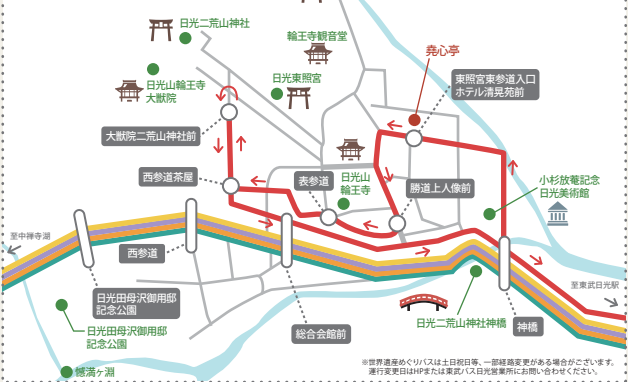 日光二荒山神社
輪王寺観音堂
堯心亭
日光山輪王寺
大猷院
日光東照宮
東照宮東参道入口
ホテル清晃苑前
大猷院二荒山神社前
西参道茶屋
表参道
日光山
輪王寺
勝道上人像前
小杉放菴記念
日光美術館
至中禅寺湖
西参道
至東武日光駅
日光田母沢御用邸
記念公園
日光田母沢御用邸
記念公園
総合会館前
日光二荒山神社神橋
神橋
憾満ヶ淵
※世界遺産めぐりバスは土日祝日等、一部経路変更がある場合がございます。
運行変更日はHPまたは東武バス日光営業所にお問い合わせください。